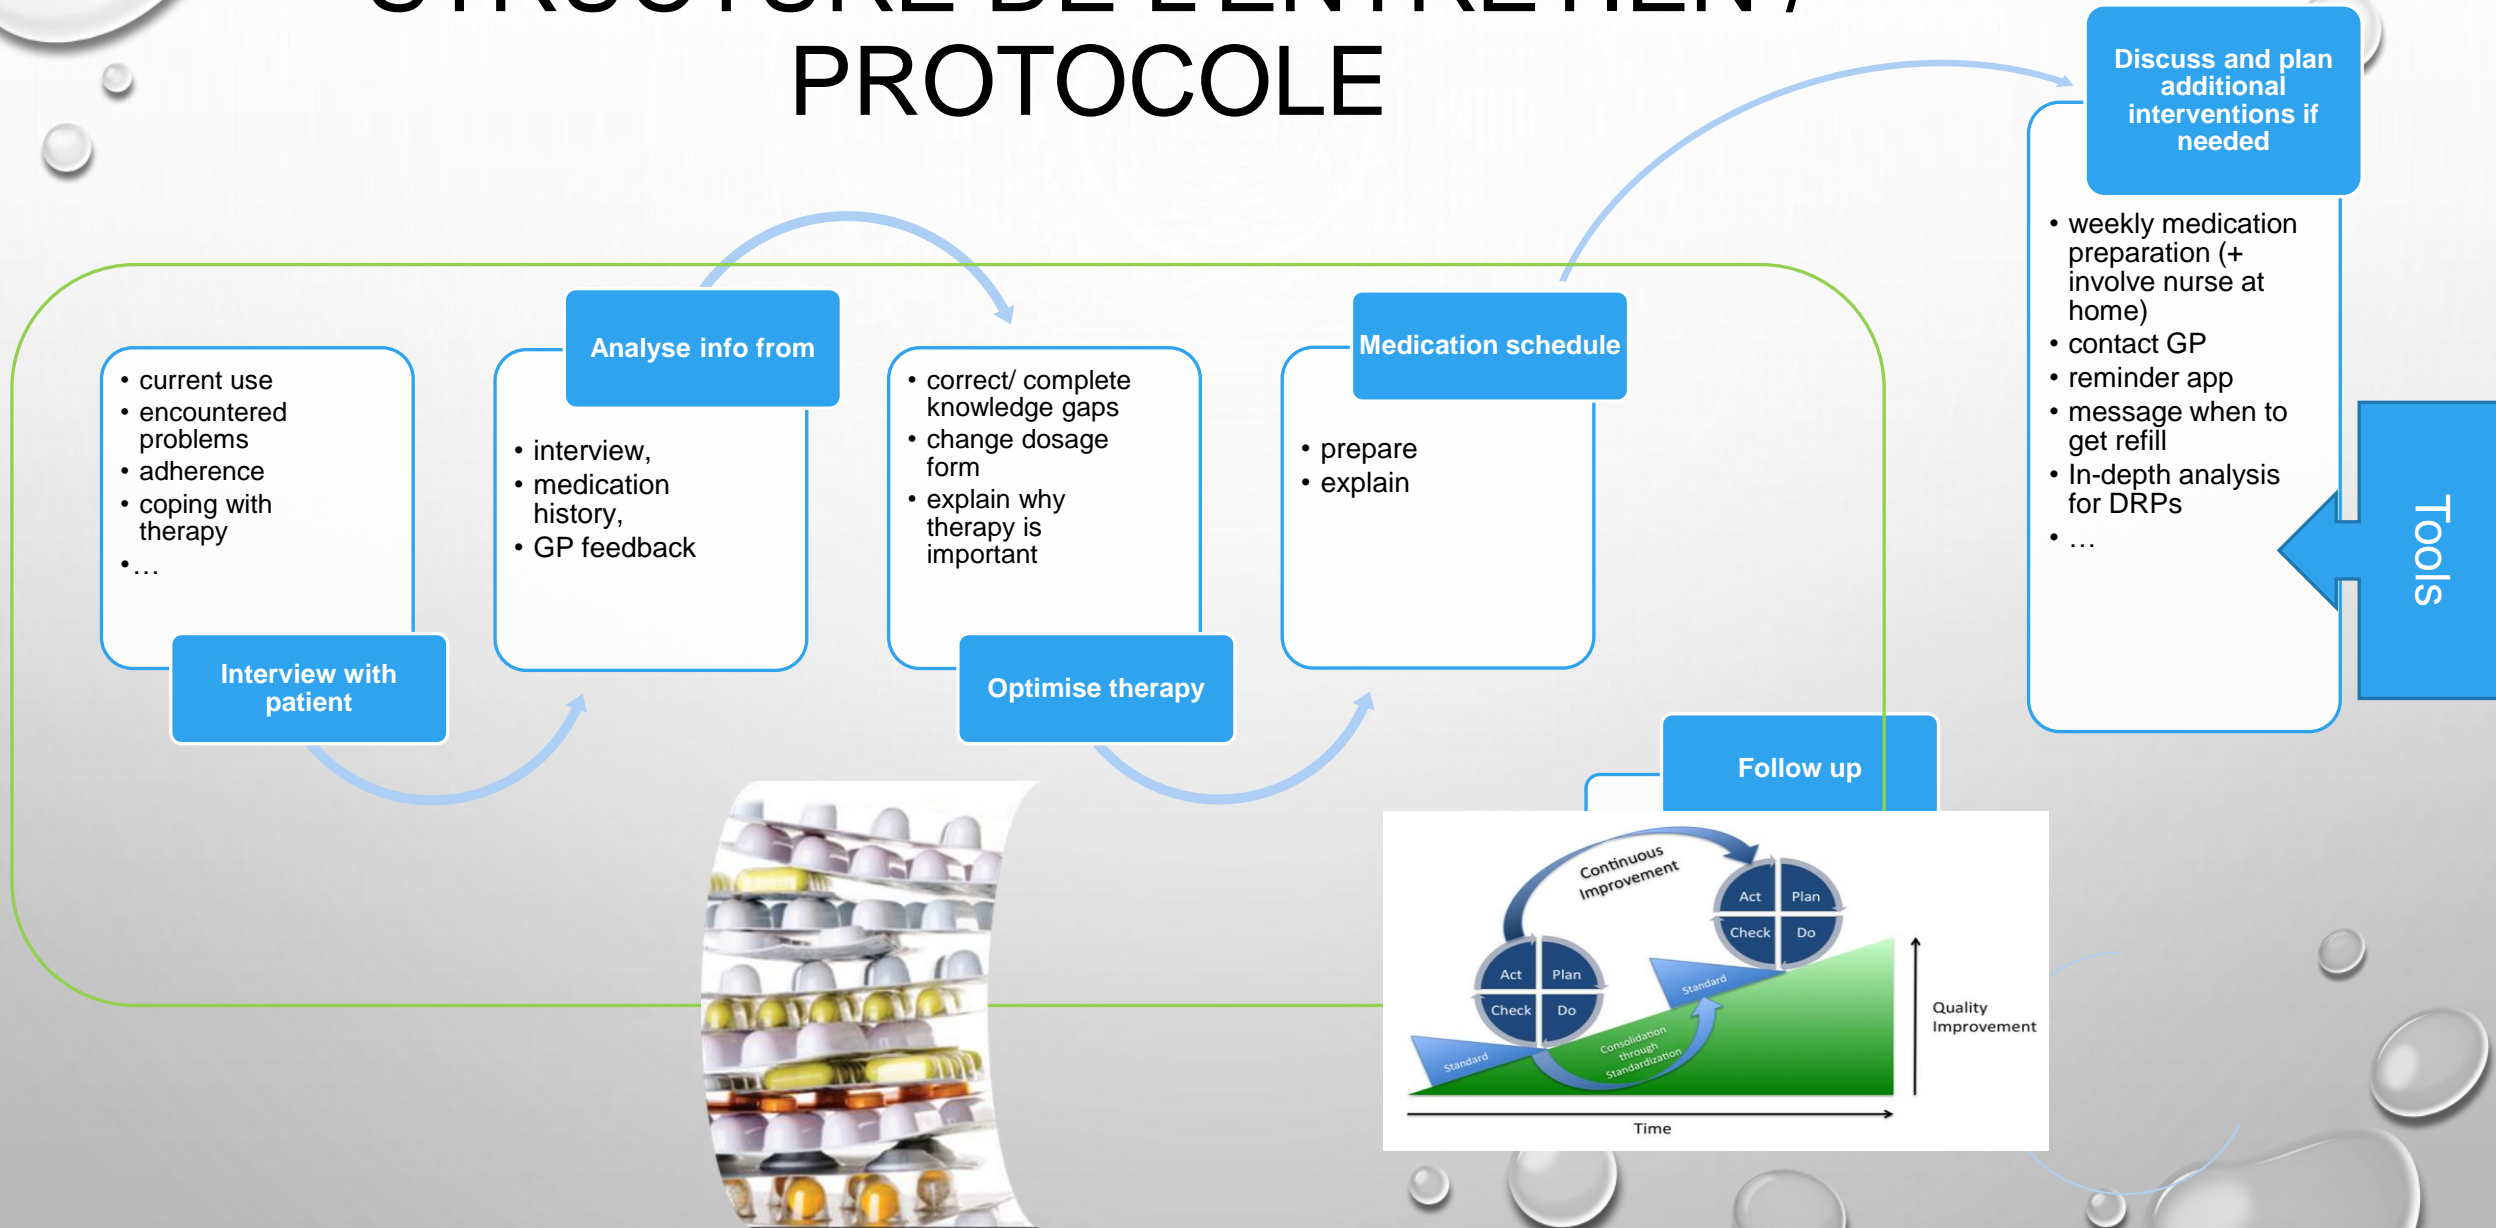 STRUCTURE DE L'ENTRETIEN /
PROTOCOLE
• current use
• encountered
problems
• adherence
• coping with
therapy
•…
Interview with
patient
Analyse info from
• interview,
• medication
history,
• GP feedback
• correct/ complete
knowledge gaps
• change dosage
form
• explain why
therapy is
important
Optimise therapy
Medication schedule
• prepare
• explain
Discuss and plan
additional
interventions if
needed
• weekly medication
preparation (+
involve nurse at
home)
• contact GP
• reminder app
• message when to
get refill
• In-depth analysis
for DRPs
• …
Tools
Follow up
Continuous
Improvement
Act
Plan
Check
Do
Act
Plan
Check
Do
Standard
Standard
Consolidation
through
Standardization
Quality
Improvement
Time